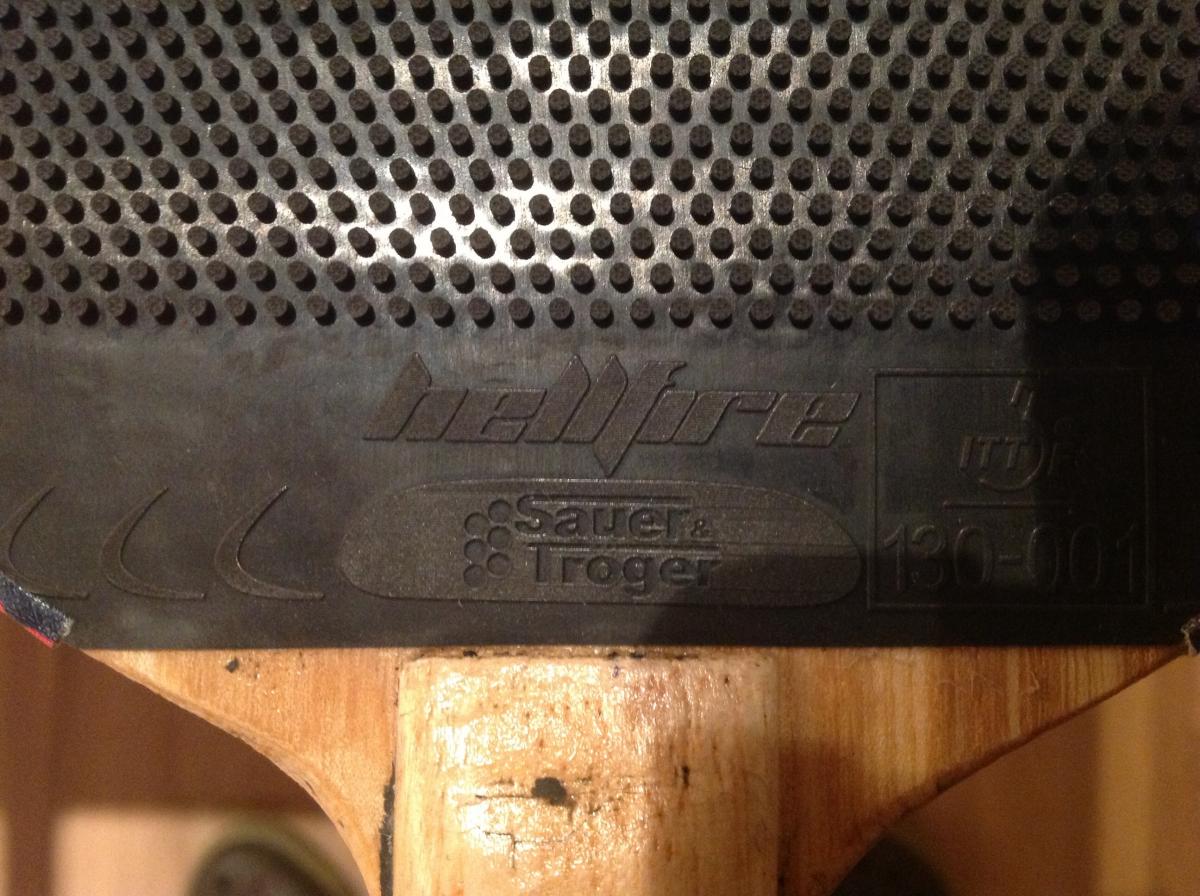 hellfire
Sauer &
Troger
ITTF
130-001